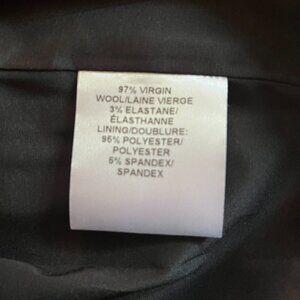 97% VIRGIN
WOOL/LAINE VIERGE
3% ELASTANE/
ÉLASTHANNE
LINING/DOUBLURE:
95% POLYESTER/
POLYESTER
5% SPANDEX/
SPANDEX